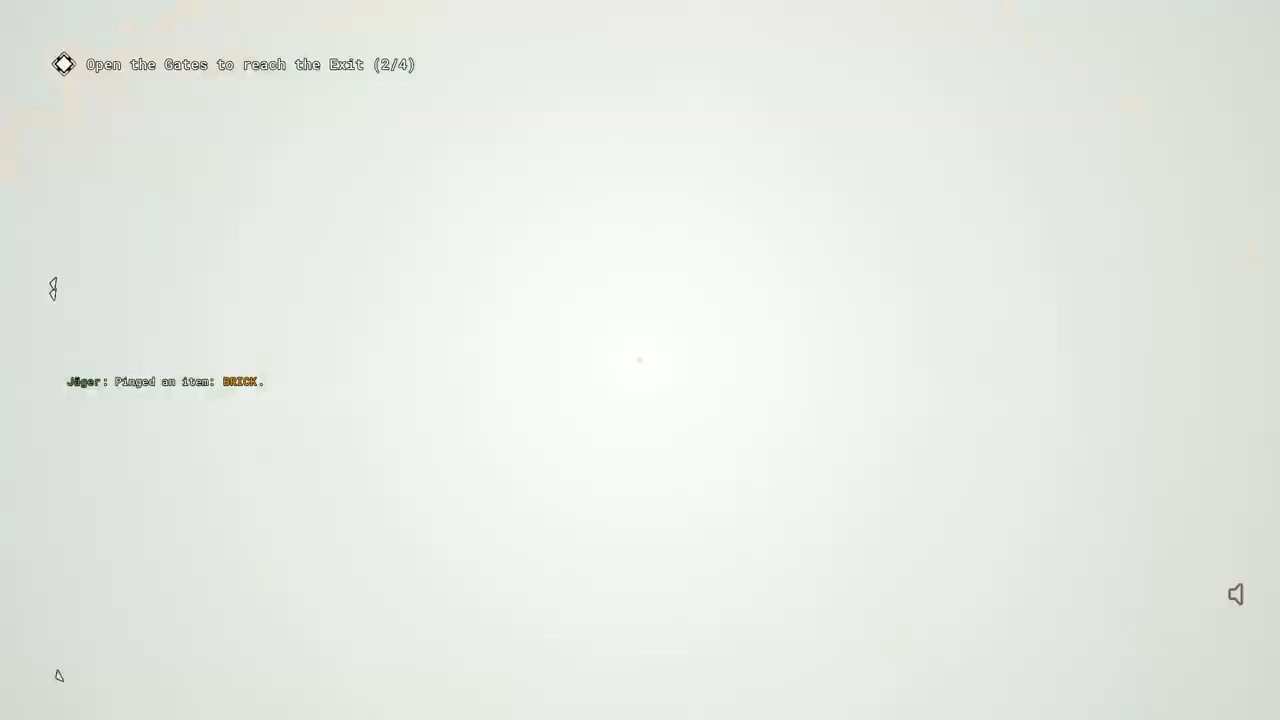 Open the Gates to reach the Exit (2/4)
Jäger: Pinged an item: BRICK.